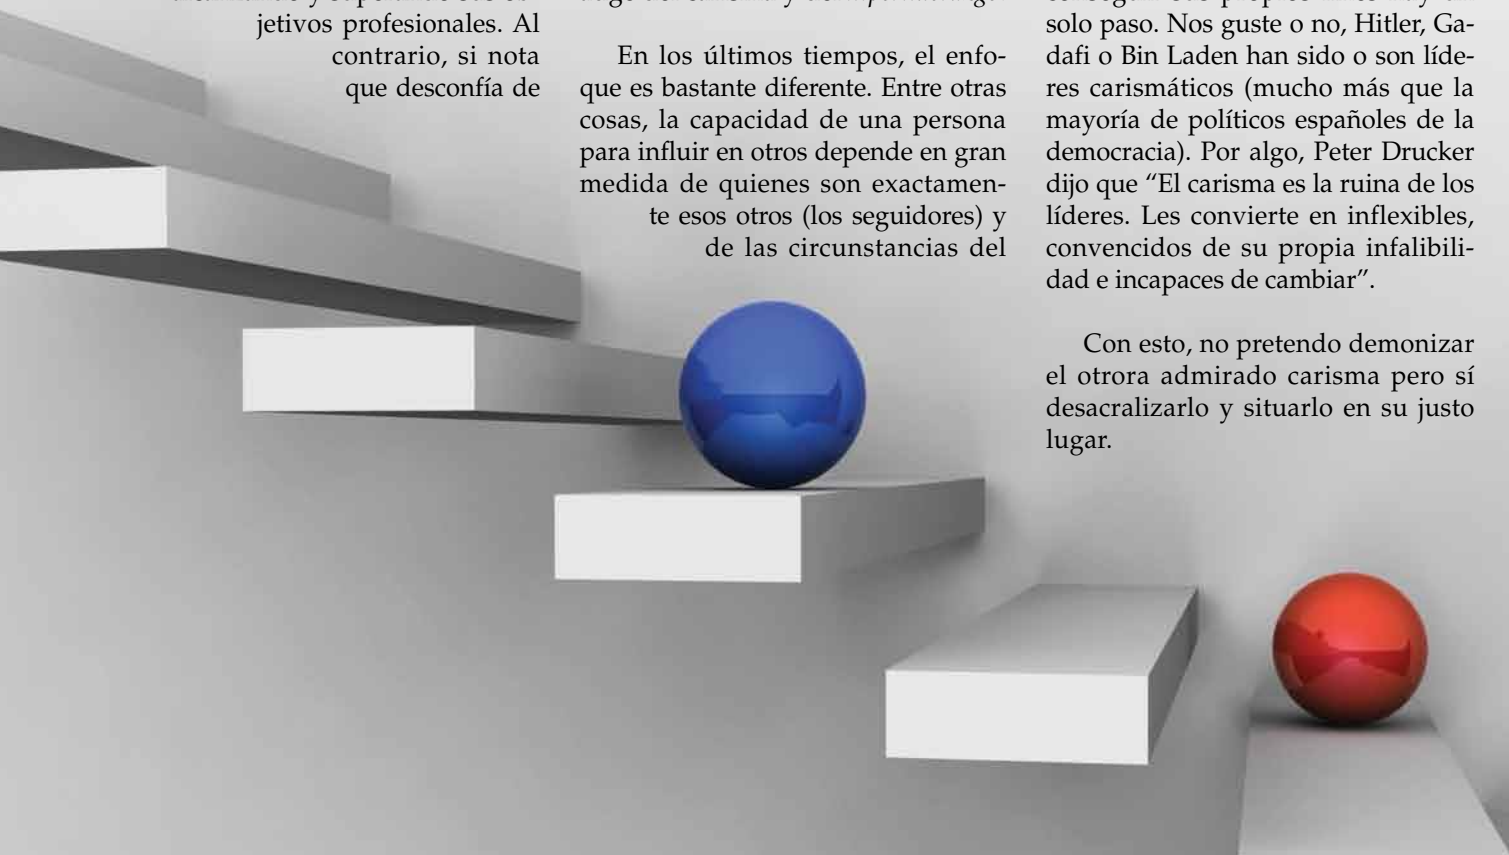 jetivos profesionales. Al
contrario, si nota
que desconfía de
En los últimos tiempos, el enfo-
que es bastante diferente. Entre otras
cosas, la capacidad de una persona
para influir en otros depende en gran
medida de quienes son exactamen-
te esos otros (los seguidores) y
de las circunstancias del
solo paso. Nos guste o no, Hitler, Ga-
dafi o Bin Laden han sido o son líde-
res carismáticos (mucho más que la
mayoría de políticos españoles de la
democracia). Por algo, Peter Drucker
dijo que “El carisma es la ruina de los
líderes. Les convierte en inflexibles,
convencidos de su propia infalibili-
dad e incapaces de cambiar”.
Con esto, no pretendo demonizar
el otrora admirado carisma pero sí
desacralizarlo y situarlo en su justo
lugar.